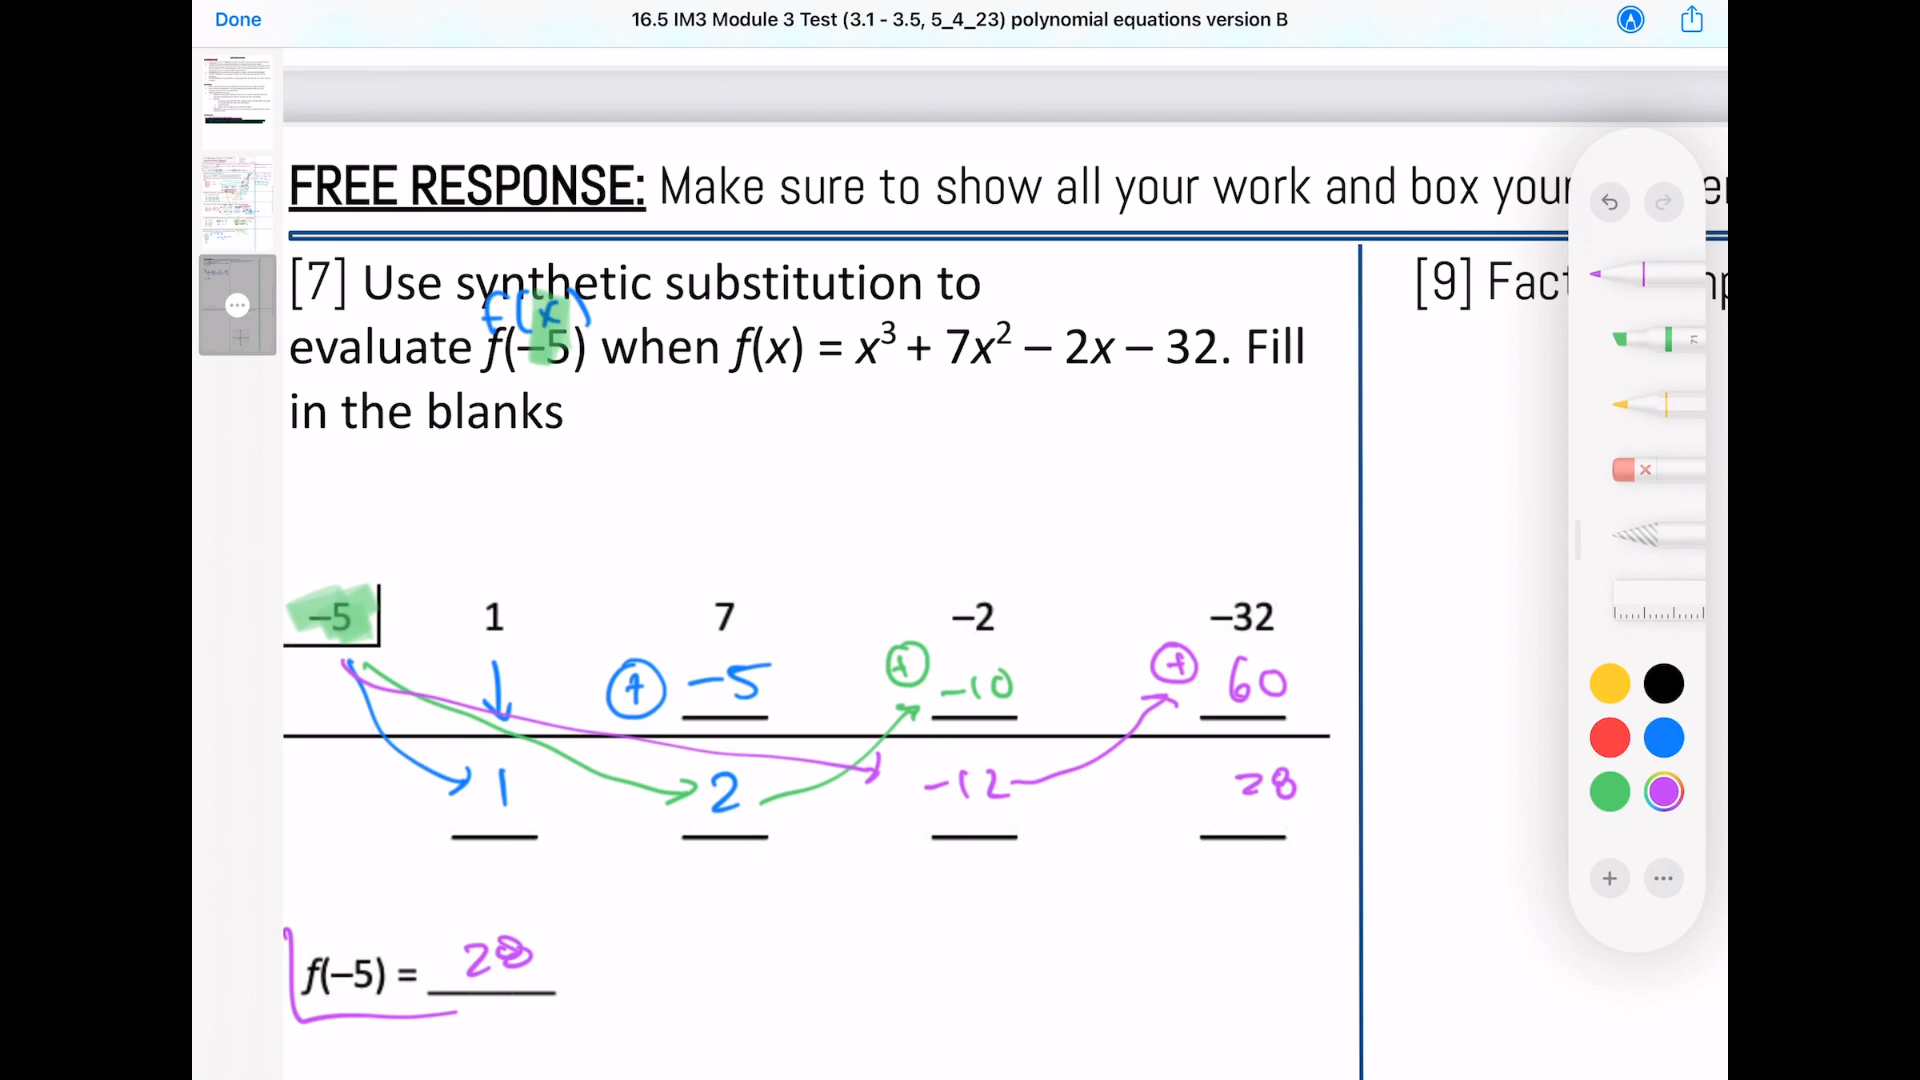 Done
16.5 IM3 Module 3 Test (3.1 - 3.5, 5_4_23) polynomial equations version B
FREE RESPONSE: Make sure to show all your work and box your
[7] Use synthetic substitution to
f(x)
evaluate f(–5) when f(x) = x³ + 7x² – 2x – 32. Fill
in the blanks
[9]
–5 1 7 –2 –32
+ -5 + -10 + 60
1 2 -12 28
f(–5) = 28
71